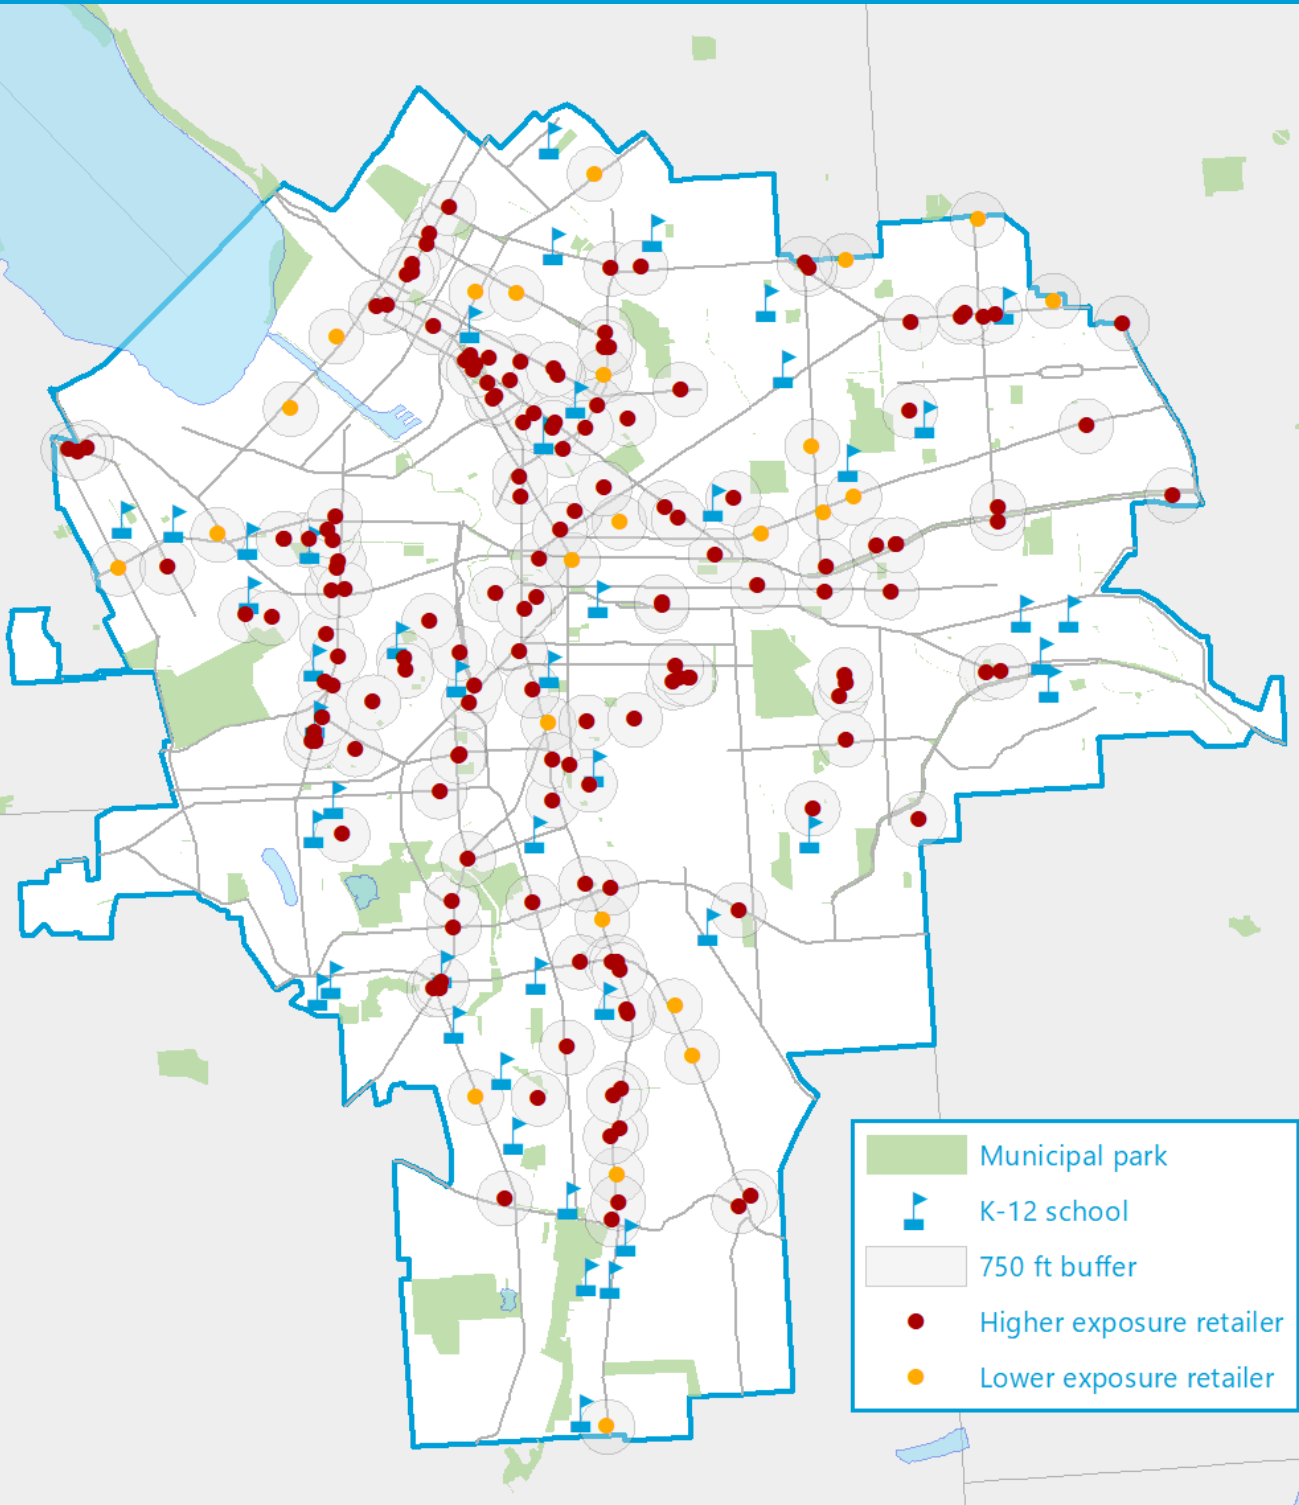 Municipal park
K-12 school
750 ft buffer
Higher exposure retailer
Lower exposure retailer